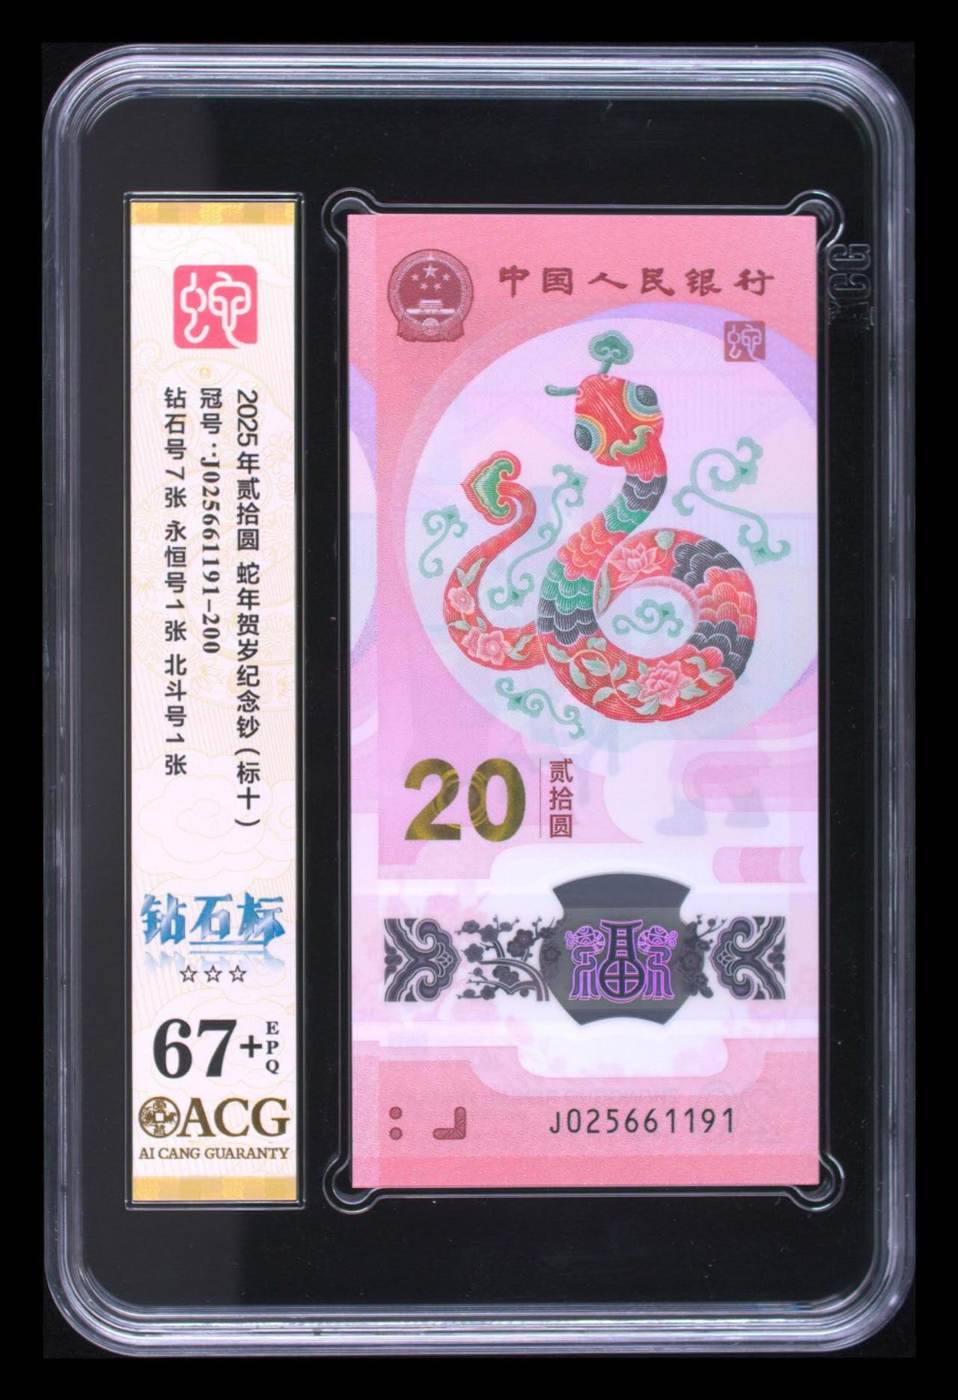 蛇
2025年贰拾圆 蛇年贺岁纪念钞(标十)
冠号:J025661191-200
钻石号7张 永恒号1张 北斗号1张
钻石标
☆☆☆
67+EPQ
ACG
AI CANG GUARANTY
中国人民银行
蛇
20 贰拾圆
福
J025661191
ACG